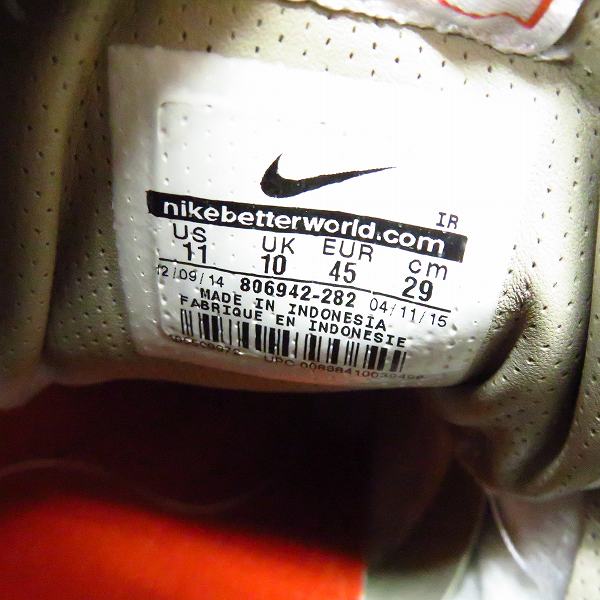 IR
nikebetterworld.com
US UK EUR cm
11 10 45 29
12/09/14 806942-282 04/11/15
MADE IN INDONESIA
FABRIQUE EN INDONESIE
UPC